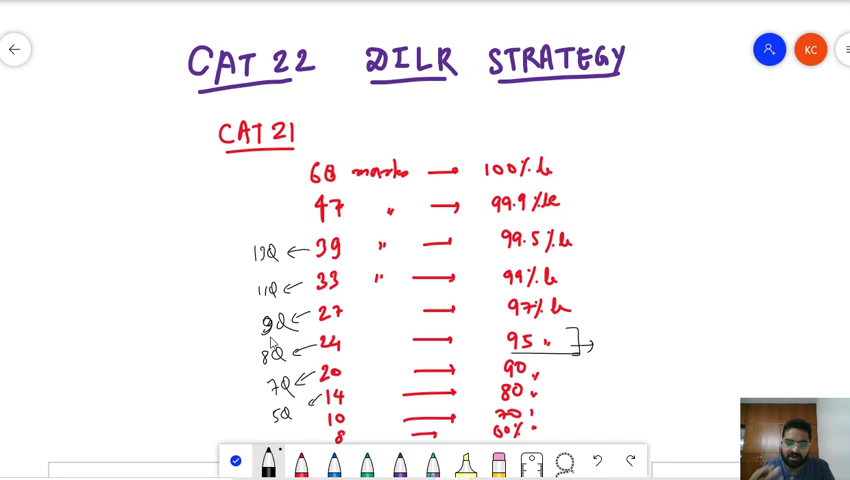 CAT 22 DILR STRATEGY
KC
CAT 21
68 marks → 100%le
47 " → 99.9%le
13Q ← 39 " → 99.5%le
11Q ← 33 " → 99%le
9Q ← 27 → 97%le
8Q ← 24 → 95 "
7Q ← 20 → 90 "
5Q ← 14 → 80 "
10 → 70 "
8 → 60% "